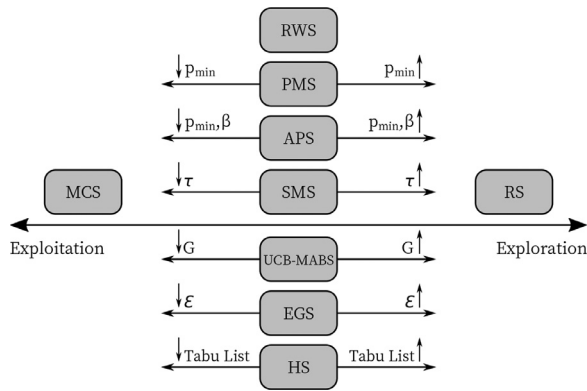 RWS
↓ p_min PMS p_min ↑
↓ p_min, β APS p_min, β ↑
MCS ↓ τ SMS τ ↑ RS
Exploitation Exploration
↓ G UCB-MABS G ↑
↓ ε EGS ε ↑
↓ Tabu List HS Tabu List ↑